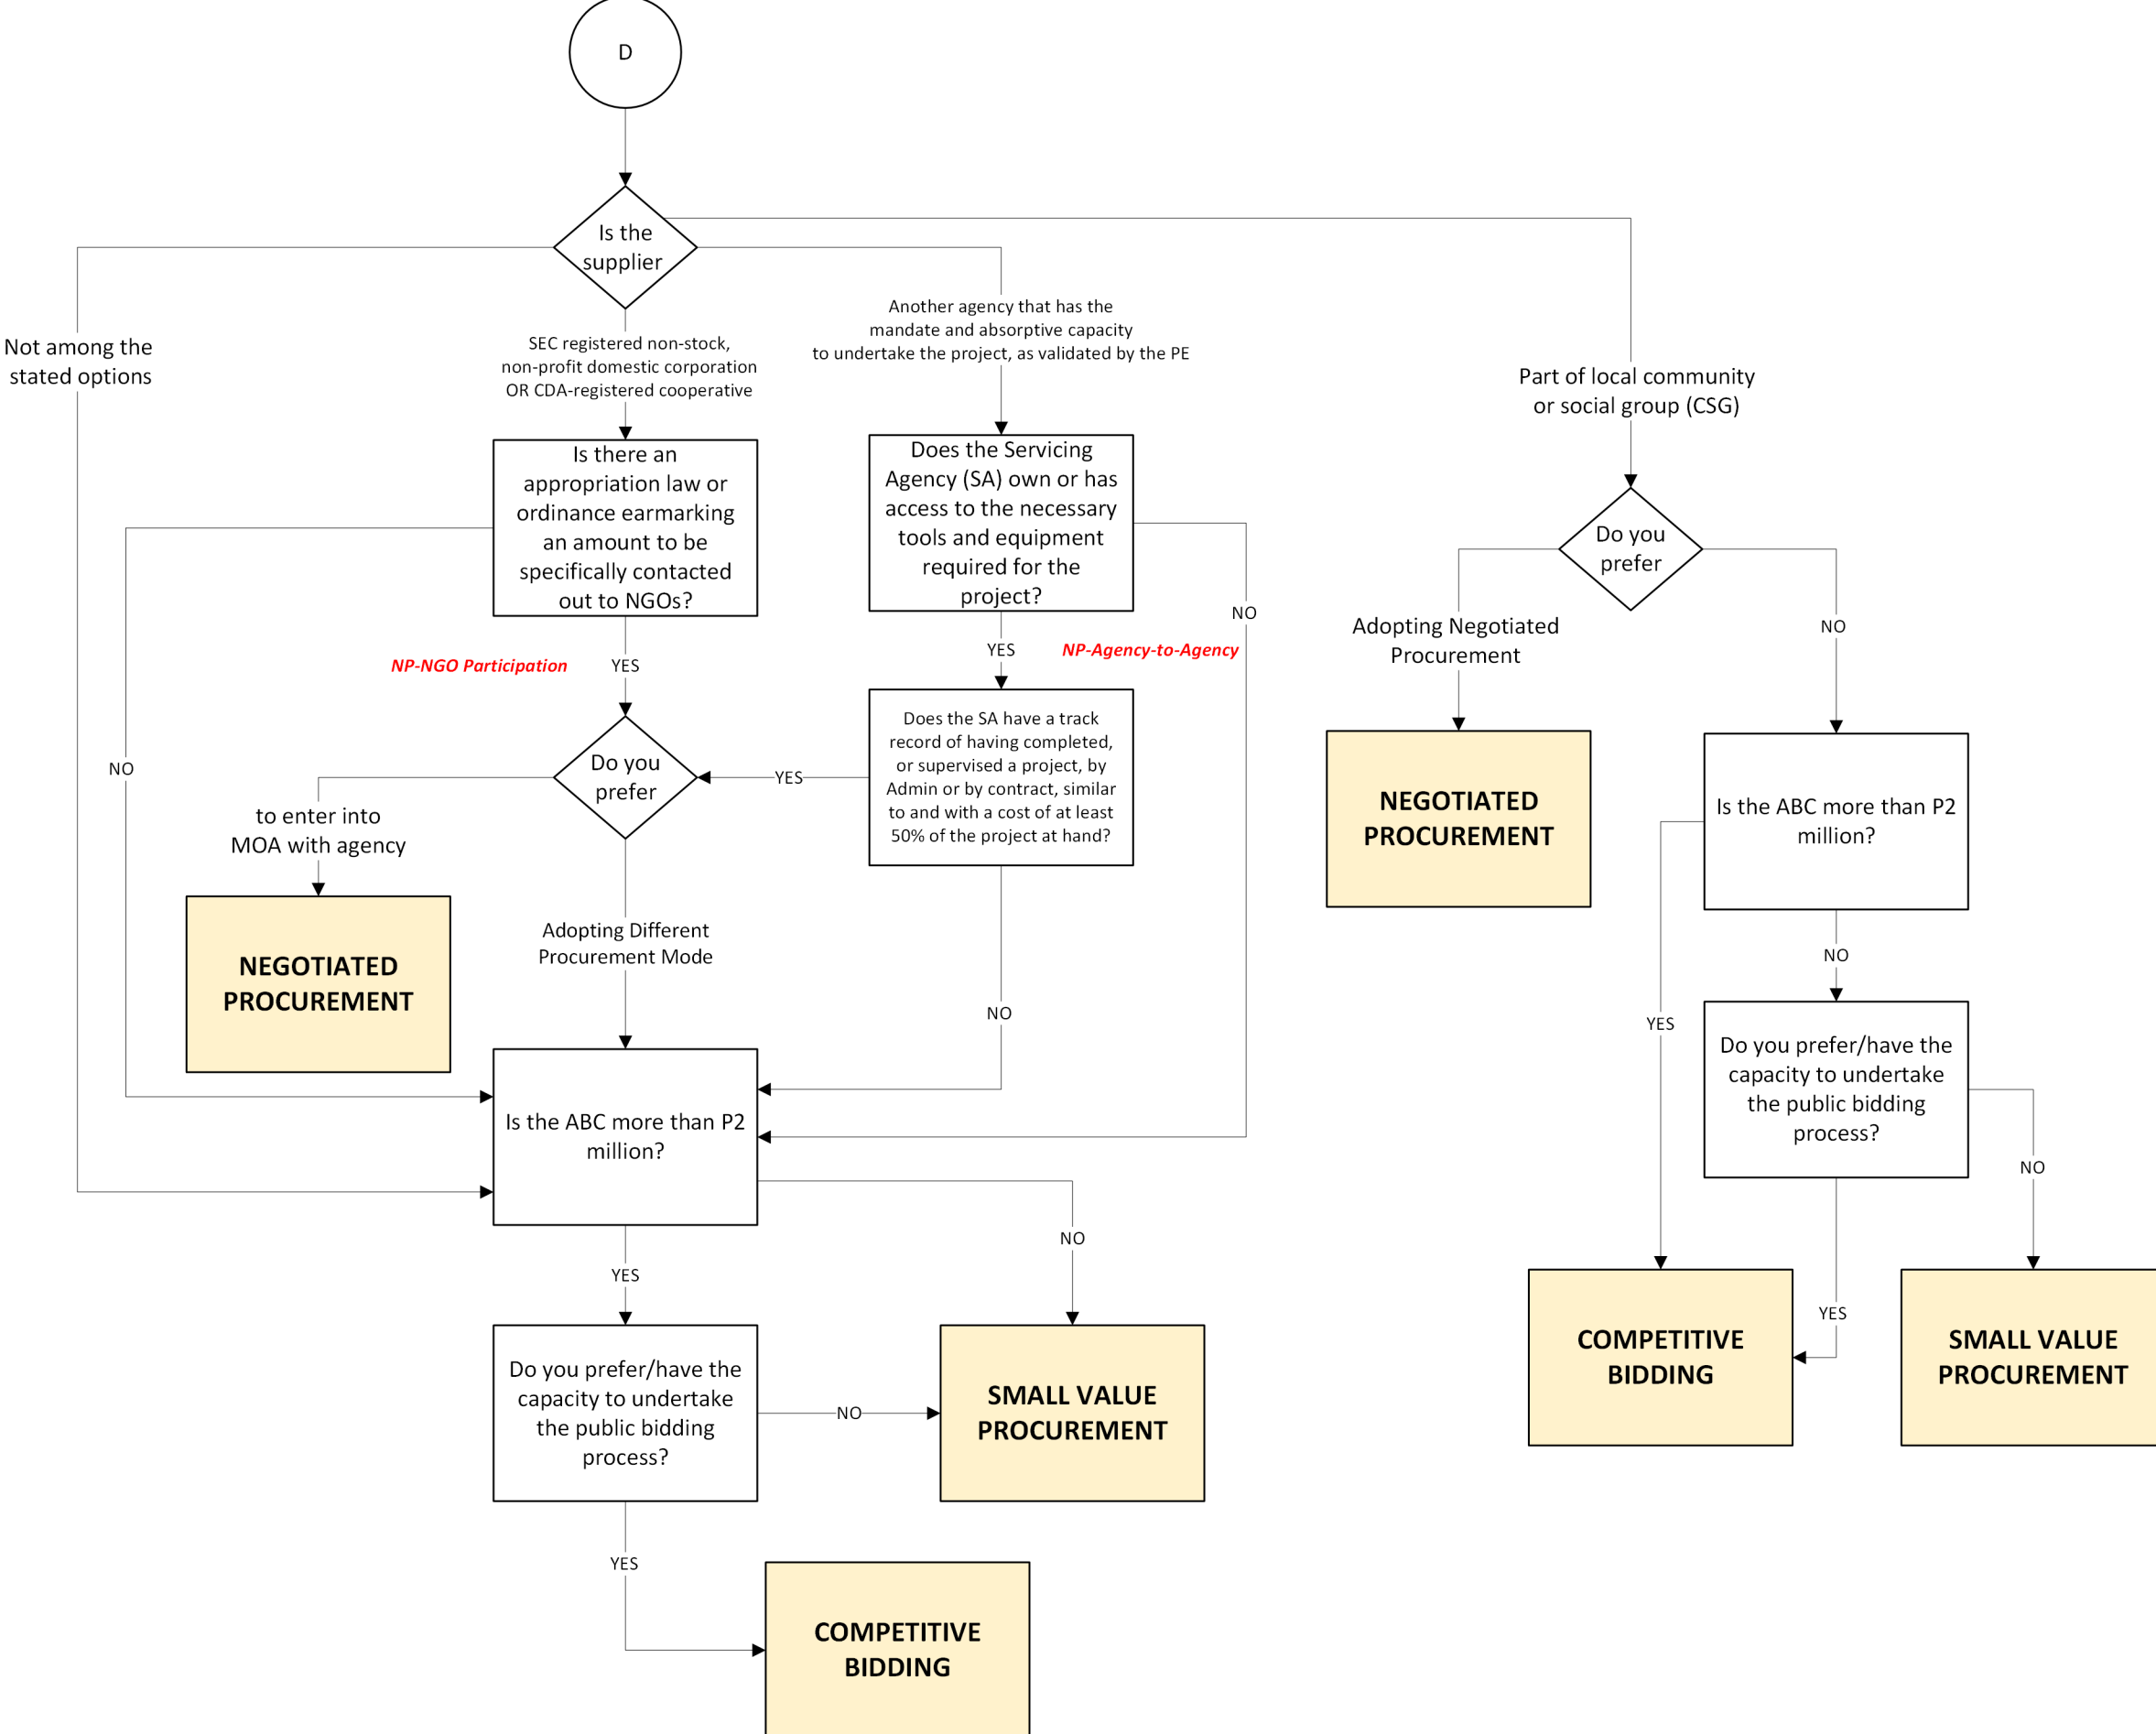 D
Is the
supplier
Not among the
stated options
SEC registered non-stock,
non-profit domestic corporation
OR CDA-registered cooperative
Another agency that has the
mandate and absorptive capacity
to undertake the project, as validated by the PE
Part of local community
or social group (CSG)
Is there an
appropriation law or
ordinance earmarking
an amount to be
specifically contacted
out to NGOs?
Does the Servicing
Agency (SA) own or has
access to the necessary
tools and equipment
required for the
project?
Do you
prefer
NO
Adopting Negotiated
Procurement
NO
NP-NGO Participation
YES
YES
NP-Agency-to-Agency
NO
Do you
prefer
YES
Does the SA have a track
record of having completed,
or supervised a project, by
Admin or by contract, similar
to and with a cost of at least
50% of the project at hand?
NEGOTIATED
PROCUREMENT
Is the ABC more than P2
million?
to enter into
MOA with agency
Adopting Different
Procurement Mode
NO
NEGOTIATED
PROCUREMENT
NO
YES
Is the ABC more than P2
million?
Do you prefer/have the
capacity to undertake
the public bidding
process?
NO
YES
NO
YES
Do you prefer/have the
capacity to undertake
the public bidding
process?
NO
SMALL VALUE
PROCUREMENT
COMPETITIVE
BIDDING
SMALL VALUE
PROCUREMENT
YES
COMPETITIVE
BIDDING